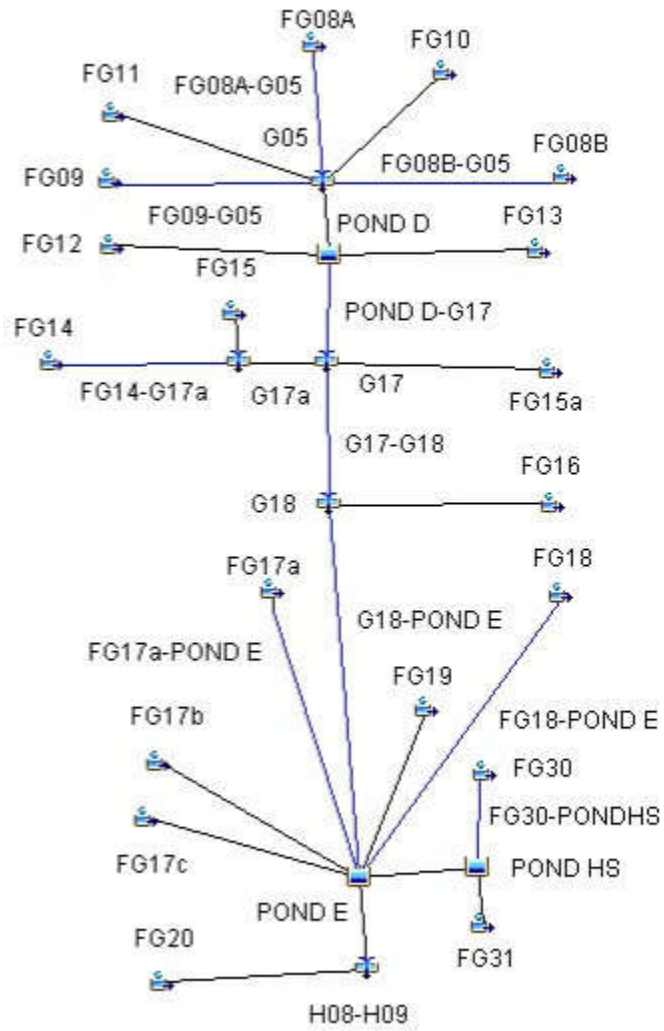 FG08A
FG10
FG11
FG08A-G05
G05
FG08B
FG08B-G05
FG09
FG09-G05
POND D
FG13
FG12
FG15
POND D-G17
FG14
FG14-G17a
G17a
G17
FG15a
G17-G18
FG16
G18
FG17a
FG18
G18-POND E
FG17a-POND E
FG19
FG17b
FG18-POND E
FG30
FG30-PONDHS
FG17c
POND HS
POND E
FG20
FG31
H08-H09